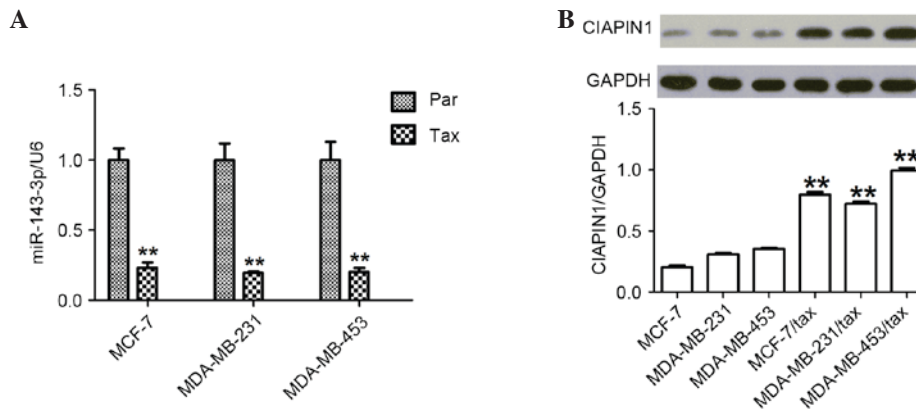 A
miR-143-3p/U6
1.5
1.0
0.5
0.0
Par
Tax
**
**
**
MCF-7
MDA-MB-231
MDA-MB-453
B
CIAPIN1
GAPDH
CIAPIN1/GAPDH
1.5
1.0
0.5
0.0
**
**
**
MCF-7
MDA-MB-231
MDA-MB-453
MCF-7/tax
MDA-MB-231/tax
MDA-MB-453/tax